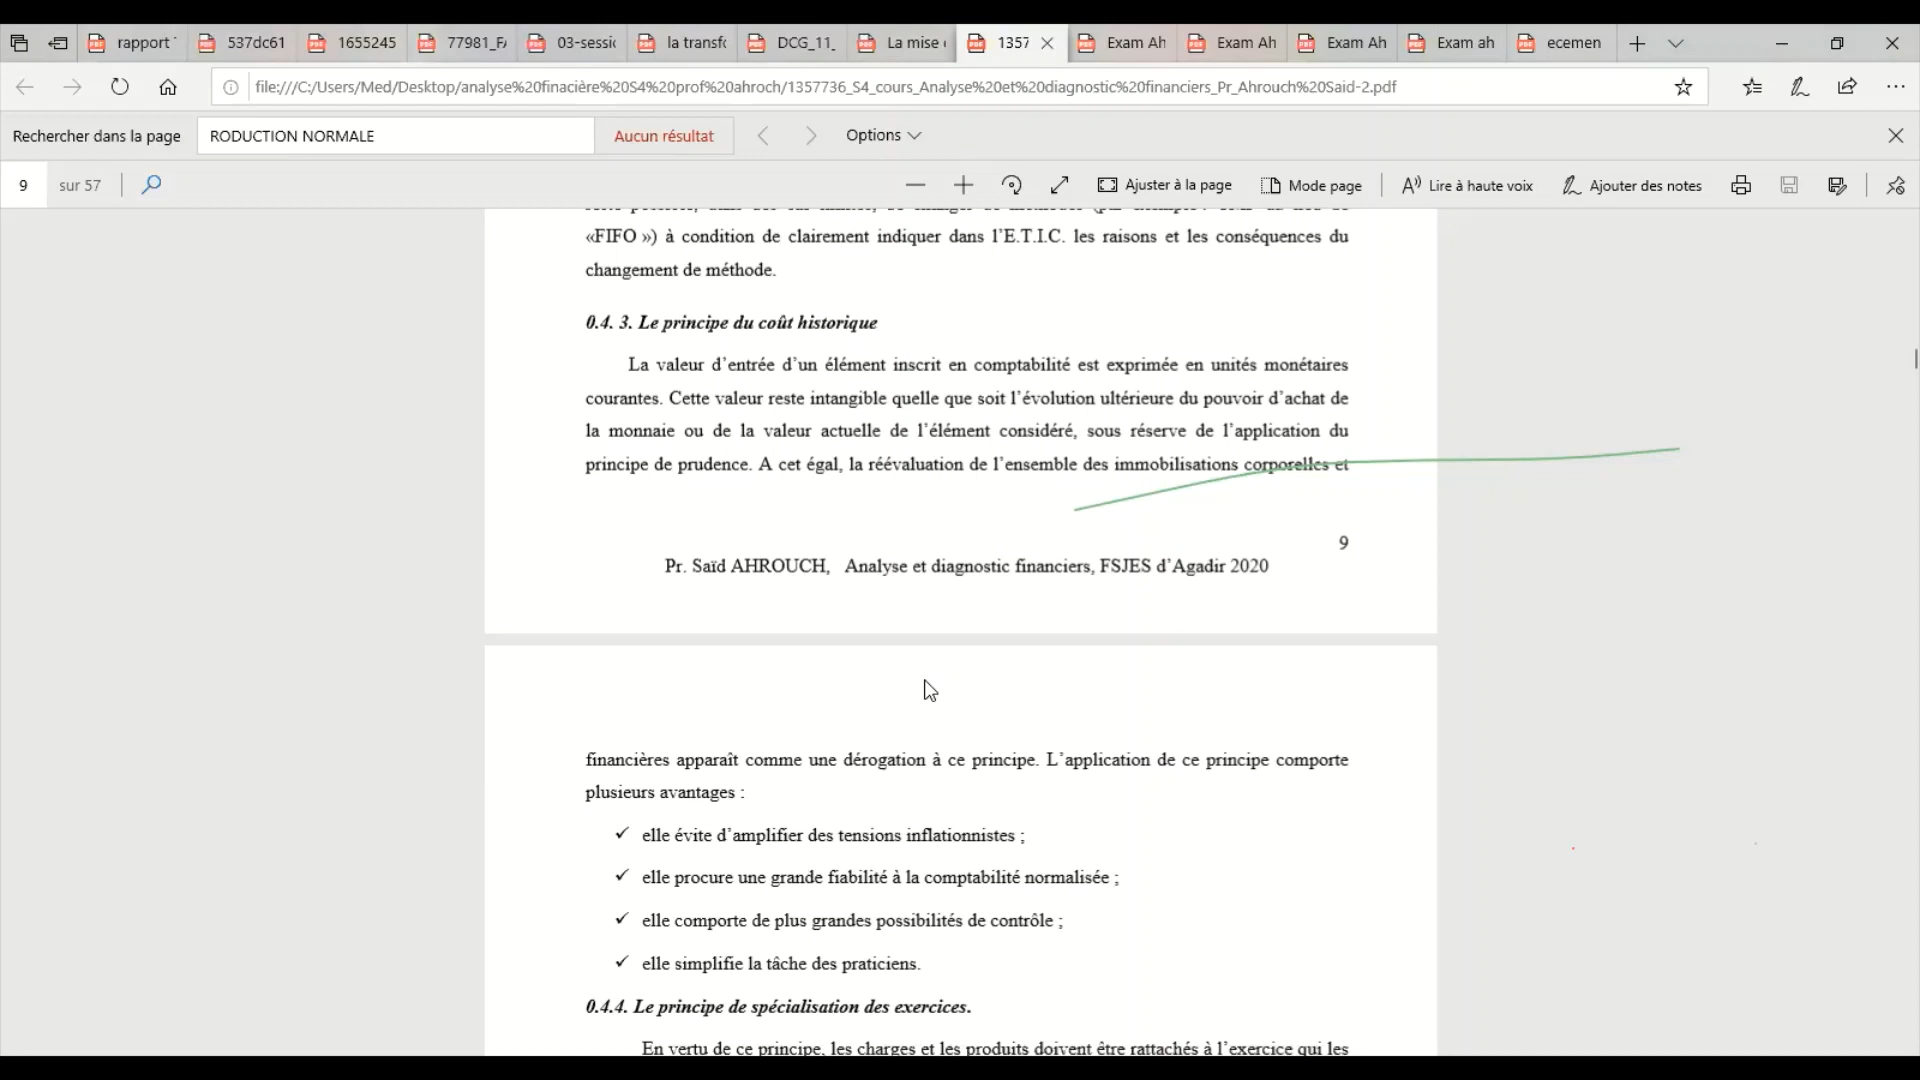 rapport
537dc61
1655245
77981_F
03-sessi
la transf
DCG_11_
La mise
1357
Exam Ah
Exam Ah
Exam Ah
Exam ah
ecemen
file:///C:/Users/Med/Desktop/analyse%20finacière%20S4%20prof%20ahroch/1357736_S4_cours_Analyse%20et%20diagnostic%20financiers_Pr_Ahrouch%20Said-2.pdf
Rechercher dans la page
RODUCTION NORMALE
Aucun résultat
Options
9
sur 57
Ajuster à la page
Mode page
Lire à haute voix
Ajouter des notes
«FIFO ») à condition de clairement indiquer dans l’E.T.I.C. les raisons et les conséquences du
changement de méthode.
0.4. 3. Le principe du coût historique
La valeur d’entrée d’un élément inscrit en comptabilité est exprimée en unités monétaires
courantes. Cette valeur reste intangible quelle que soit l’évolution ultérieure du pouvoir d’achat de
la monnaie ou de la valeur actuelle de l’élément considéré, sous réserve de l’application du
principe de prudence. A cet égal, la réévaluation de l’ensemble des immobilisations corporelles et
9
Pr. Saïd AHROUCH, Analyse et diagnostic financiers, FSJES d’Agadir 2020
financières apparaît comme une dérogation à ce principe. L’application de ce principe comporte
plusieurs avantages :
✓ elle évite d’amplifier des tensions inflationnistes ;
✓ elle procure une grande fiabilité à la comptabilité normalisée ;
✓ elle comporte de plus grandes possibilités de contrôle ;
✓ elle simplifie la tâche des praticiens.
0.4.4. Le principe de spécialisation des exercices.
En vertu de ce principe, les charges et les produits doivent être rattachés à l’exercice qui les